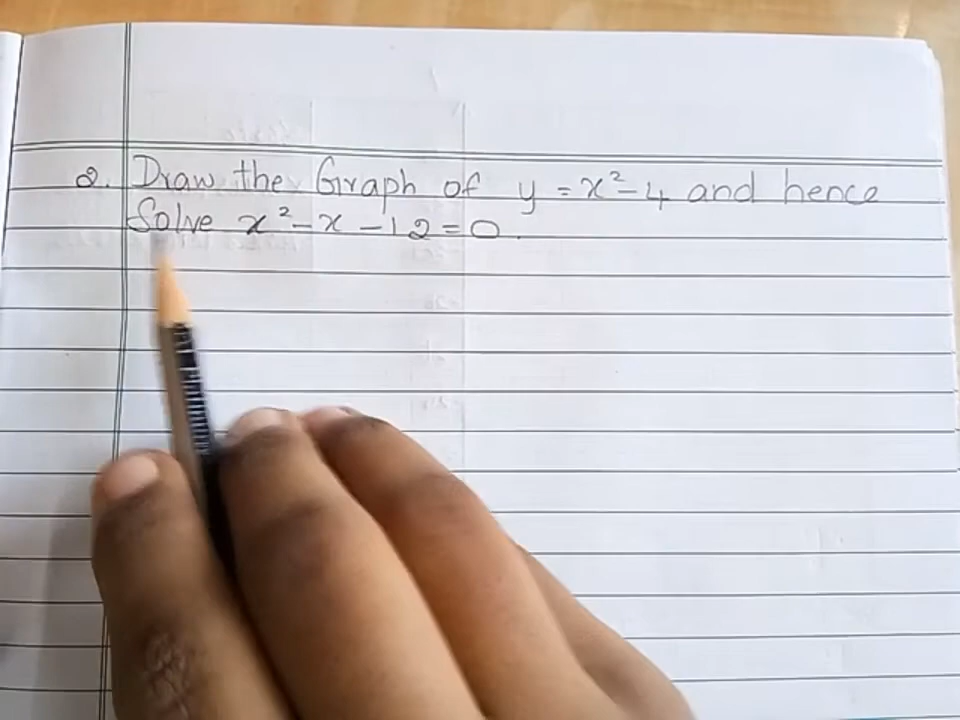 2. Draw the Graph of y = x² - 4 and hence
Solve x² - x - 12 = 0.